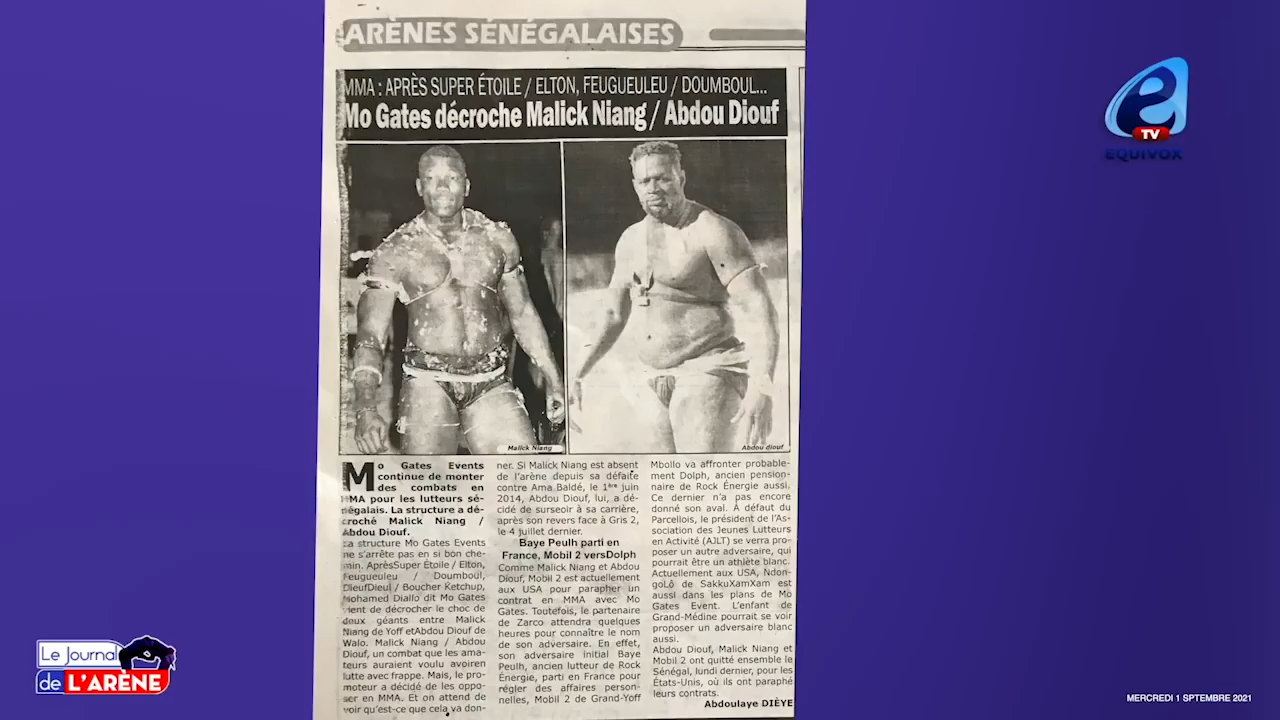 ARÈNES SÉNÉGALAISES
MMA : APRÈS SUPER ÉTOILE / ELTON, FEUGUEULEU / DOUMBOUL...
Mo Gates décroche Malick Niang / Abdou Diouf
Malick Niang
Abdou diouf
Mo Gates Events
continue de monter
des combats en
MMA pour les lutteurs sé-
négalais. La structure a dé-
croché Malick Niang /
Abdou Diouf.
La structure Mo Gates Events
ne s'arrête pas en si bon che-
min. AprèsSuper Étoile / Elton,
Feugueuleu / Doumboul,
DieufDieul / Boucher Ketchup,
Mohamed Diallo dit Mo Gates
vient de décrocher le choc de
deux géants entre Malick
Niang de Yoff etAbdou Diouf de
Walo. Malick Niang / Abdou
Diouf, un combat que les ama-
teurs auraient voulu avoiren
lutte avec frappe. Mais, le pro-
moteur a décidé de les oppo-
ser en MMA. Et on attend de
voir qu'est-ce que cela va don-
ner. Si Malick Niang est absent
de l'arène depuis sa défaite
contre Ama Baldé, le 1ère juin
2014, Abdou Diouf, lui, a dé-
cidé de surseoir à sa carrière,
après son revers face à Gris 2,
le 4 juillet dernier.
Baye Peulh parti en
France, Mobil 2 versDolph
Comme Malick Niang et Abdou
Diouf, Mobil 2 est actuellement
aux USA pour parapher un
contrat en MMA avec Mo
Gates. Toutefois, le partenaire
de Zarco attendra quelques
heures pour connaître le nom
de son adversaire. En effet,
son adversaire initial Baye
Peulh, ancien lutteur de Rock
Énergie, parti en France pour
régler des affaires person-
nelles, Mobil 2 de Grand-Yoff
Mbollo va affronter probable-
ment Dolph, ancien pension-
naire de Rock Énergie aussi.
Ce dernier n'a pas encore
donné son aval. À défaut du
Parcellois, le président de l'As-
sociation des Jeunes Lutteurs
en Activité (AJLT) se verra pro-
poser un autre adversaire, qui
pourrait être un athlète blanc.
Actuellement aux USA, Ndon-
goLô de SakkuXamXam est
aussi dans les plans de Mo
Gates Event. L'enfant de
Grand-Médine pourrait se voir
proposer un adversaire blanc
aussi.
Abdou Diouf, Malick Niang et
Mobil 2 ont quitté ensemble le
Sénégal, lundi dernier, pour les
États-Unis, où ils ont paraphé
leurs contrats.
Abdoulaye DIÈYE
e
TV
EQUIVOX
Le Journal
de L'ARÈNE
MERCREDI 1 SPTEMBRE 2021